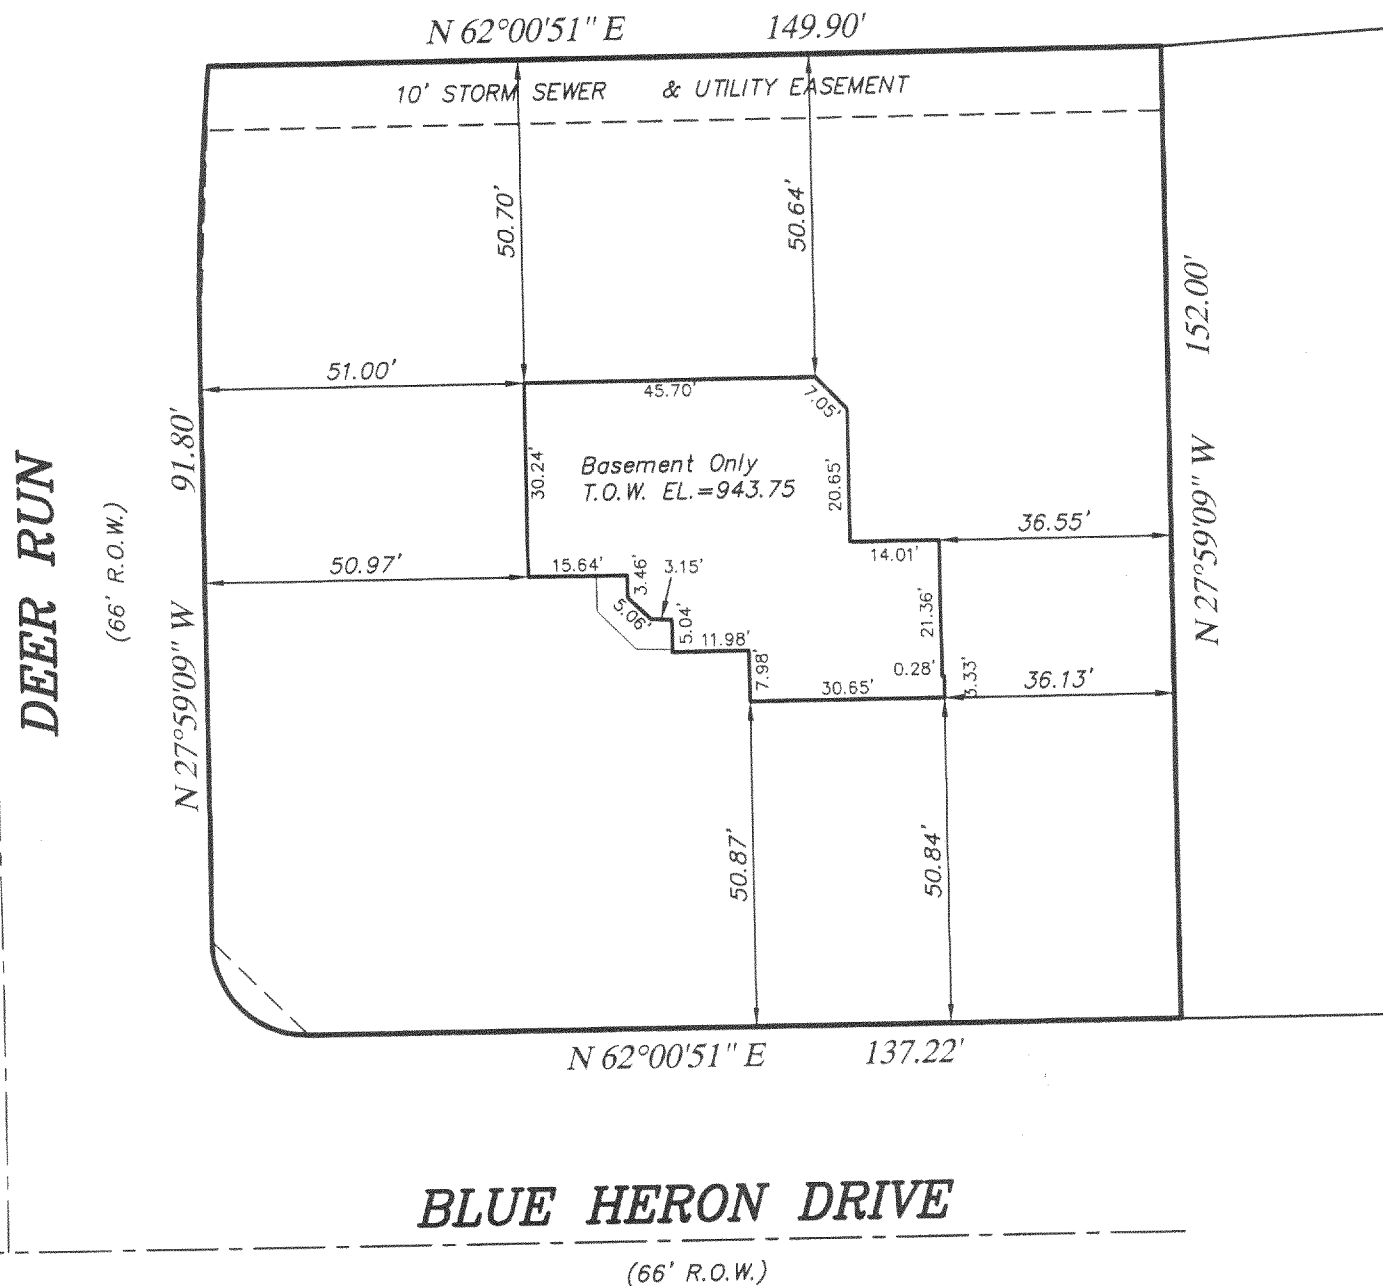 N 62°00'51" E 149.90'
10' STORM SEWER & UTILITY EASEMENT
50.70'
50.64'
152.00'
N 27°59'09" W
51.00'
45.70'
7.05'
91.80'
N 27°59'09" W
DEER RUN
(66' R.O.W.)
30.24'
Basement Only
T.O.W. EL.=943.75
20.65'
36.55'
14.01'
50.97'
15.64'
3.46'
3.15'
5.06'
5.04'
11.98'
21.36'
7.98'
0.28'
3.33'
30.65'
36.13'
50.87'
50.84'
N 62°00'51" E 137.22'
BLUE HERON DRIVE
(66' R.O.W.)